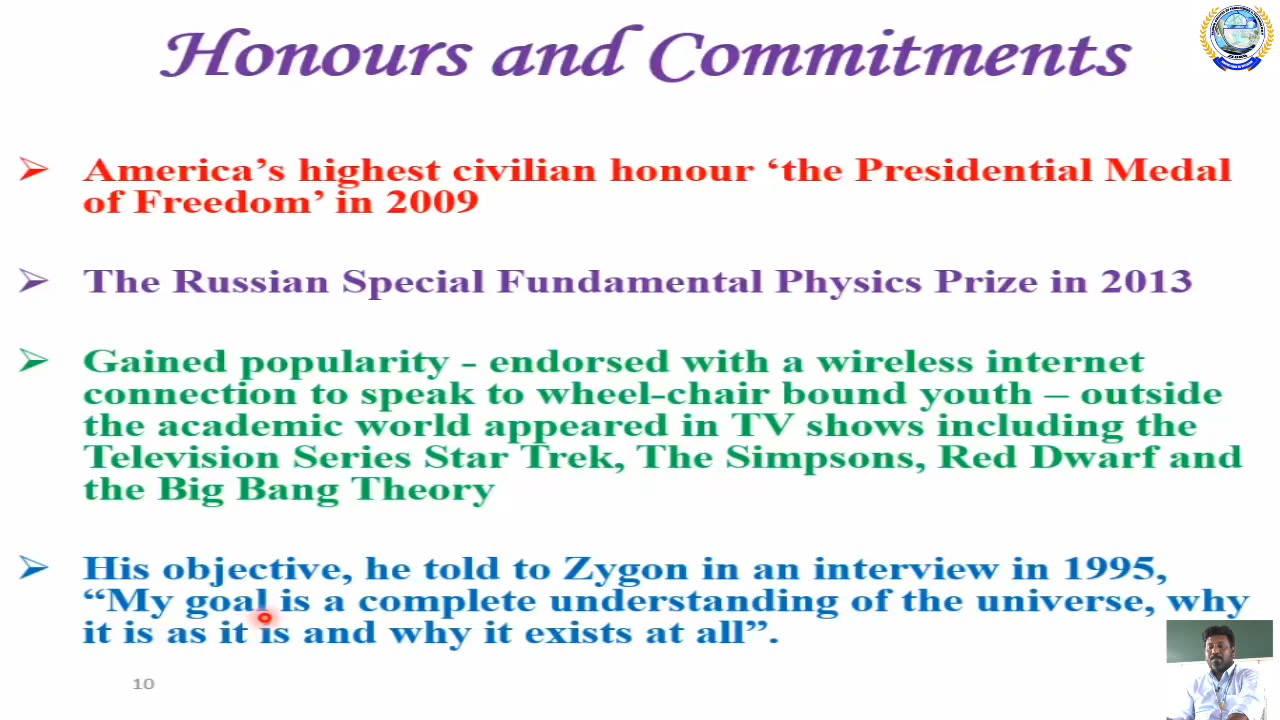 Honours and Commitments
America’s highest civilian honour ‘the Presidential Medal
of Freedom’ in 2009
The Russian Special Fundamental Physics Prize in 2013
Gained popularity - endorsed with a wireless internet
connection to speak to wheel-chair bound youth – outside
the academic world appeared in TV shows including the
Television Series Star Trek, The Simpsons, Red Dwarf and
the Big Bang Theory
His objective, he told to Zygon in an interview in 1995,
“My goal is a complete understanding of the universe, why
it is as it is and why it exists at all”.
10